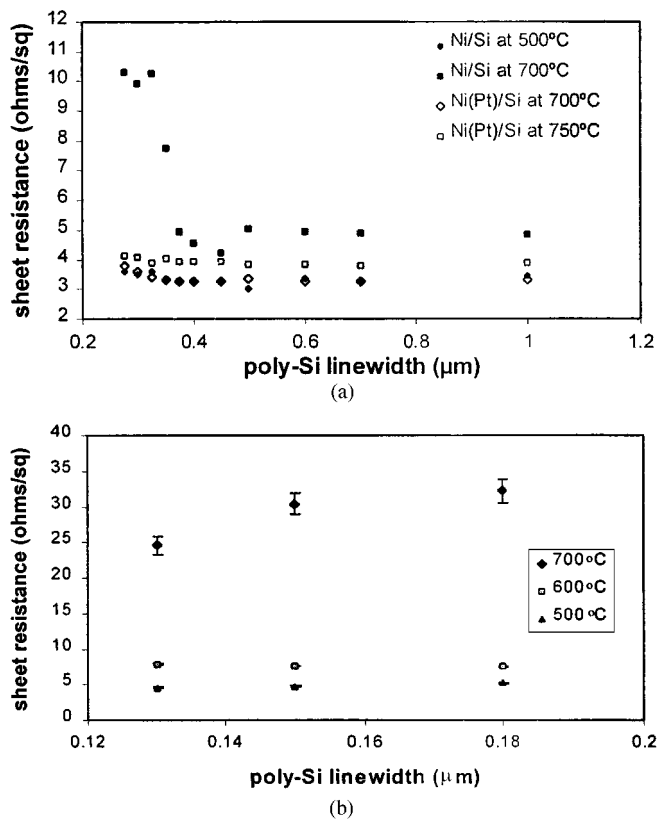 (a)
12
11
10
9
8
7
6
5
4
3
2
sheet resistance (ohms/sq)
Ni/Si at 500ºC
Ni/Si at 700ºC
Ni(Pt)/Si at 700ºC
Ni(Pt)/Si at 750ºC
0.2 0.4 0.6 0.8 1 1.2
poly-Si linewidth (µm)
(a)
40
35
30
25
20
15
10
5
0
sheet resistance (ohms/sq)
700ºC
600ºC
500ºC
0.12 0.14 0.16 0.18 0.2
poly-Si linewidth (µm)
(b)